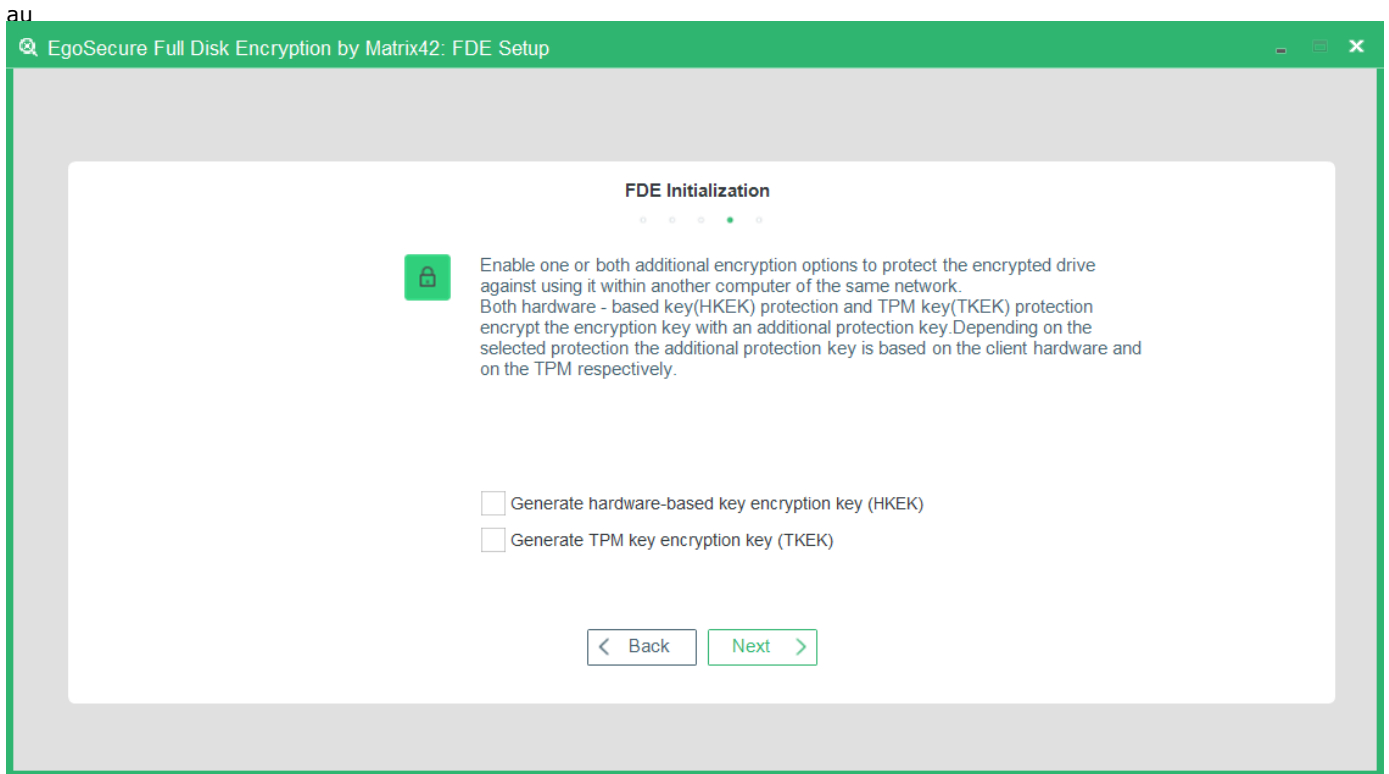 au
EgoSecure Full Disk Encryption by Matrix42: FDE Setup
FDE Initialization
Enable one or both additional encryption options to protect the encrypted drive
against using it within another computer of the same network.
Both hardware - based key(HKEK) protection and TPM key(TKEK) protection
encrypt the encryption key with an additional protection key.Depending on the
selected protection the additional protection key is based on the client hardware and
on the TPM respectively.
Generate hardware-based key encryption key (HKEK)
Generate TPM key encryption key (TKEK)
Back Next